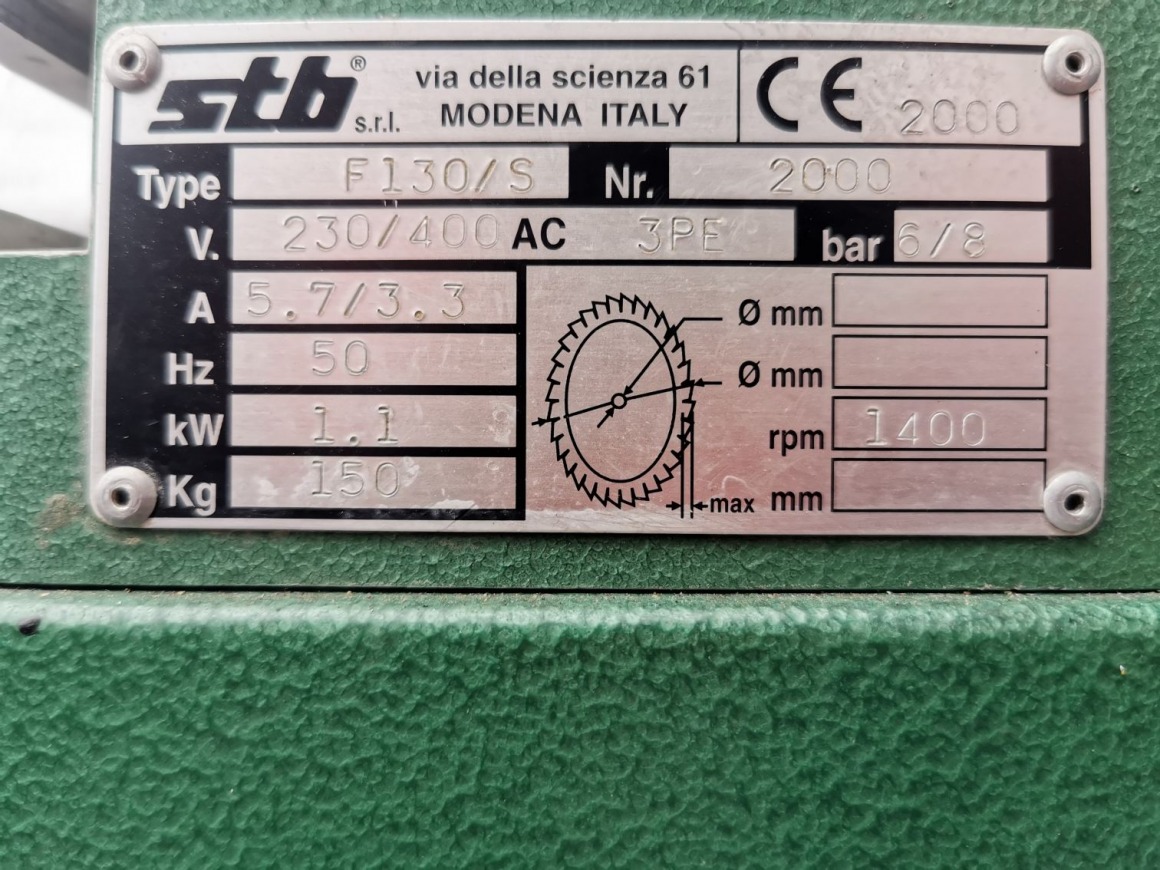 stb® s.r.l. via della scienza 61 MODENA ITALY CE 2000
Type F130/S Nr. 2000
V. 230/400 AC 3PE bar 6/8
A 5.7/3.3
Ø mm
Hz 50
Ø mm
kW 1.1
rpm 1400
Kg 150
max mm